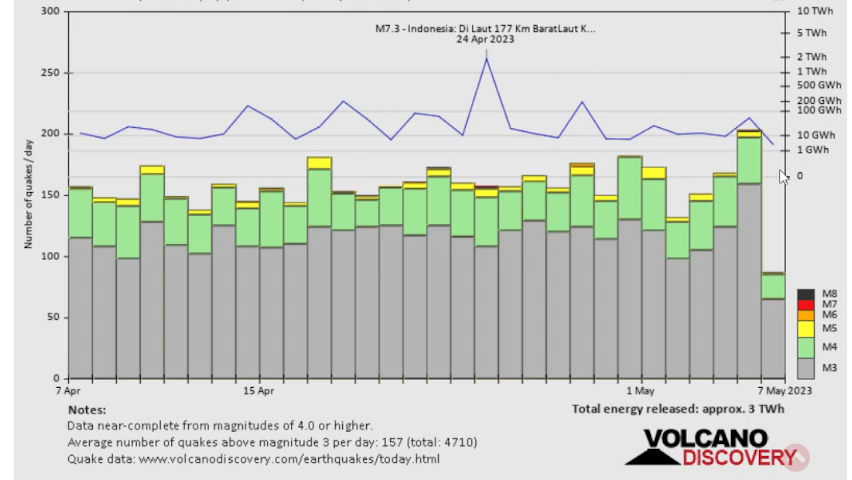 300
250
200
150
100
50
0
Number of quakes / day
M7.3 - Indonesia: Di Laut 177 Km BaratLaut K...
24 Apr 2023
10 TWh
5 TWh
2 TWh
1 TWh
500 GWh
200 GWh
100 GWh
10 GWh
1 GWh
0
M8
M7
M6
M5
M4
M3
7 Apr
15 Apr
1 May
7 May 2023
Notes:
Total energy released: approx. 3 TWh
Data near-complete from magnitudes of 4.0 or higher.
Average number of quakes above magnitude 3 per day: 157 (total: 4710)
Quake data: www.volcanodiscovery.com/earthquakes/today.html
VOLCANO
DISCOVERY